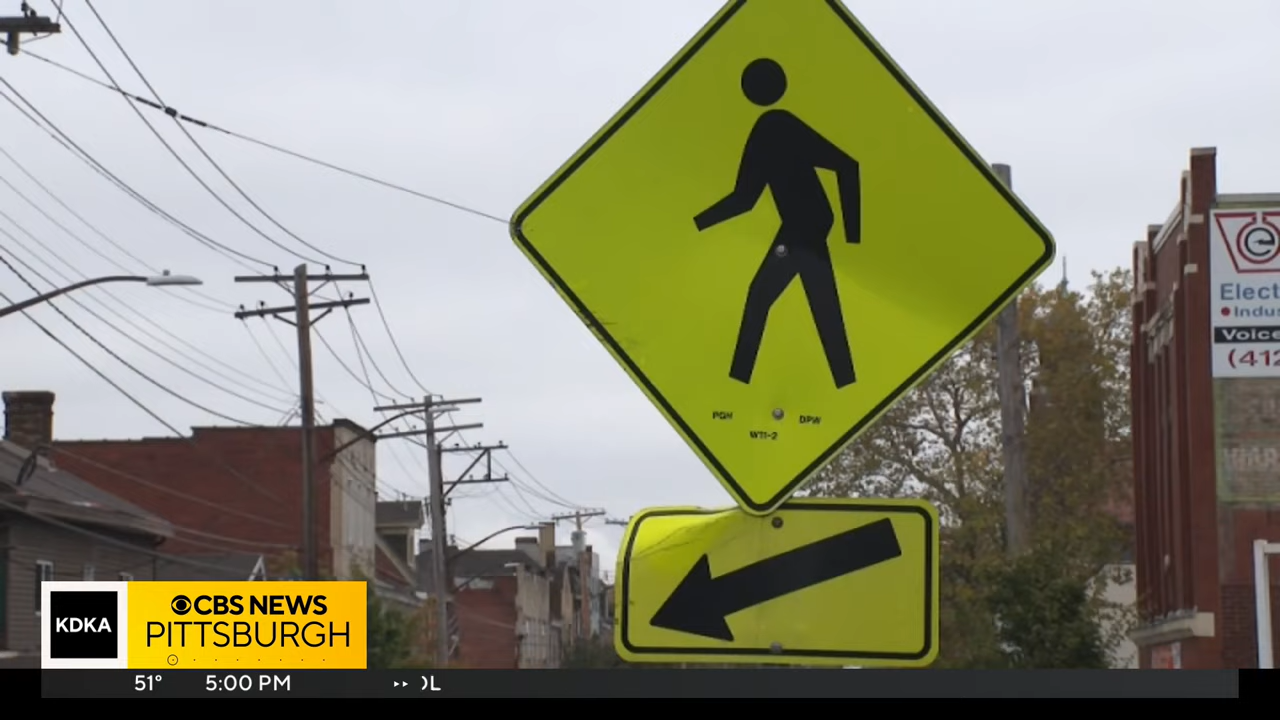 PGH DPW
W11-2
e
Elect
Indus
Voice
(412
KDKA
CBS NEWS
PITTSBURGH
51° 5:00 PM